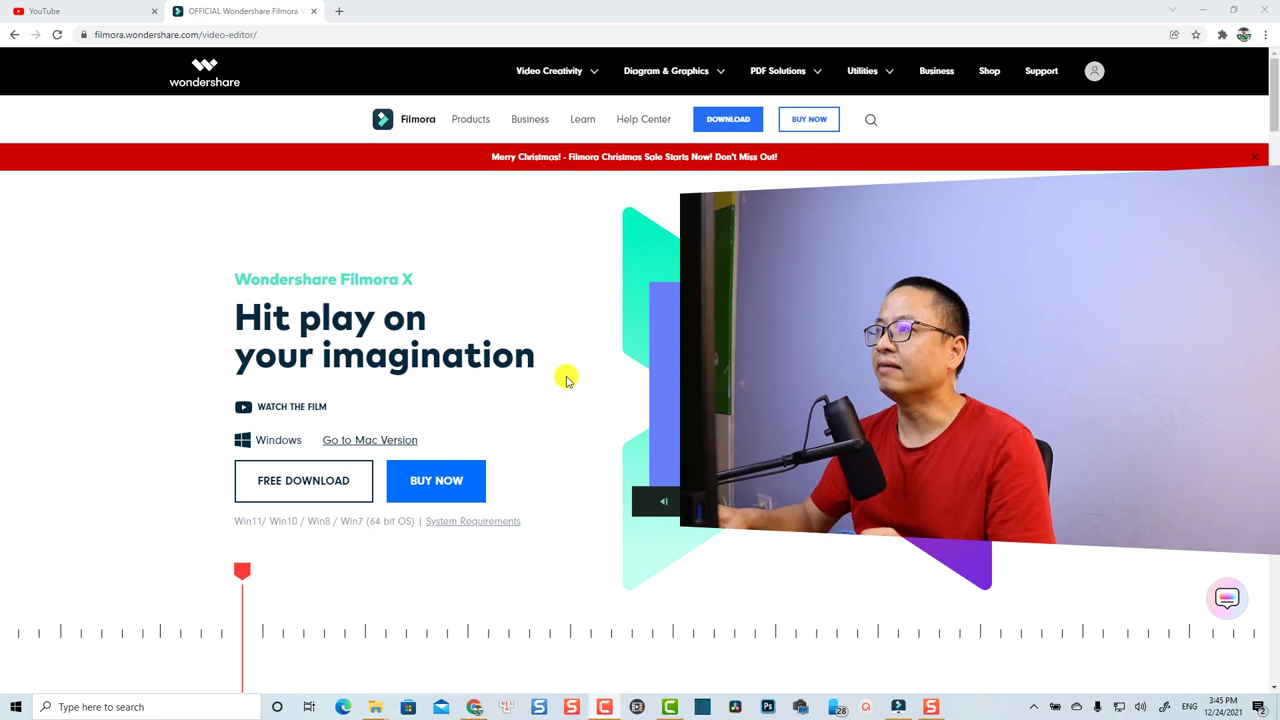 YouTube
OFFICIAL Wondershare Filmora
filmora.wondershare.com/video-editor/
wondershare
Video Creativity
Diagram & Graphics
PDF Solutions
Utilities
Business
Shop
Support
Filmora
Products
Business
Learn
Help Center
DOWNLOAD
BUY NOW
Merry Christmas! - Filmora Christmas Sale Starts Now! Don't Miss Out!
Wondershare Filmora X
Hit play on
your imagination
WATCH THE FILM
Windows
Go to Mac Version
FREE DOWNLOAD
BUY NOW
Win11/ Win10 / Win8 / Win7 (64 bit OS) | System Requirements
Type here to search
Ps
28
ENG
3:45 PM
12/24/2021
2